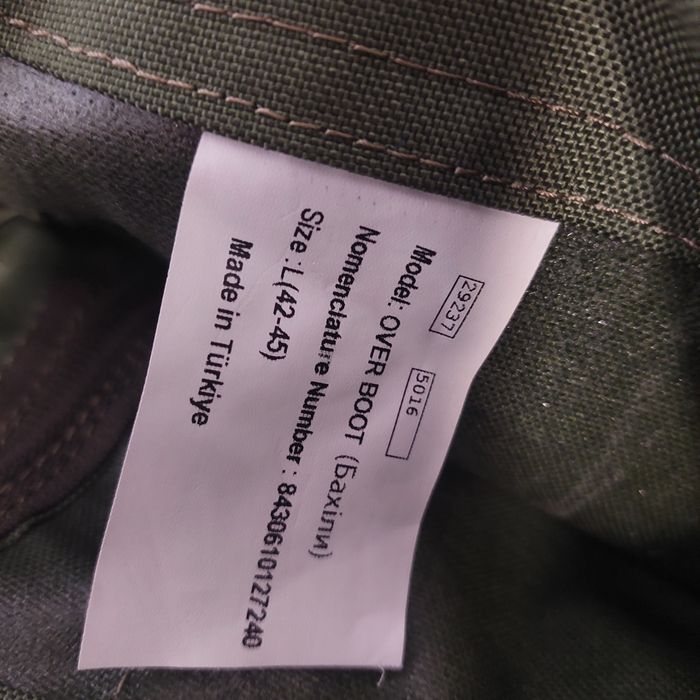 29237
5016
Model: OVER BOOT (Бахіли)
Nomenclature Number : 8430610127240
Size : L(42-45)
Made in Türkiye